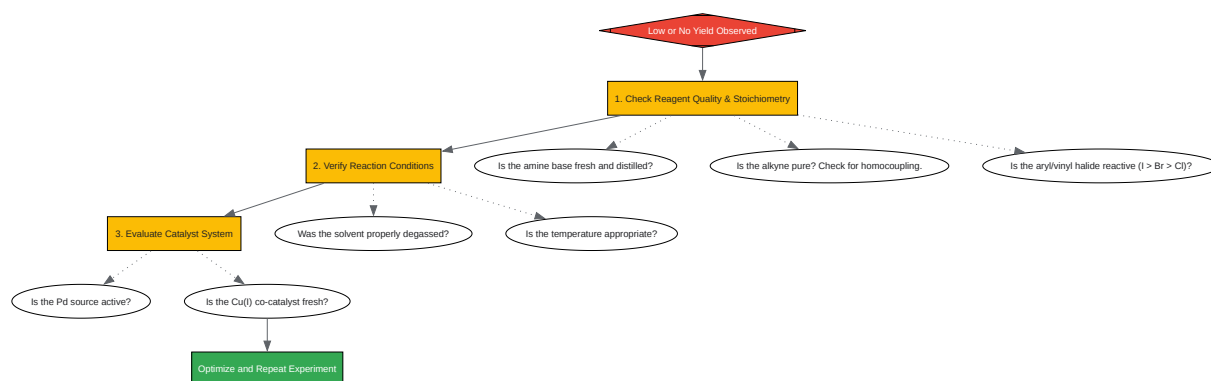 Low or No Yield Observed
1. Check Reagent Quality & Stoichiometry
2. Verify Reaction Conditions
Is the amine base fresh and distilled?
Is the alkyne pure? Check for homocoupling.
Is the aryl/vinyl halide reactive (I > Br > Cl)?
3. Evaluate Catalyst System
Was the solvent properly degassed?
Is the temperature appropriate?
Is the Pd source active?
Is the Cu(I) co-catalyst fresh?
Optimize and Repeat Experiment